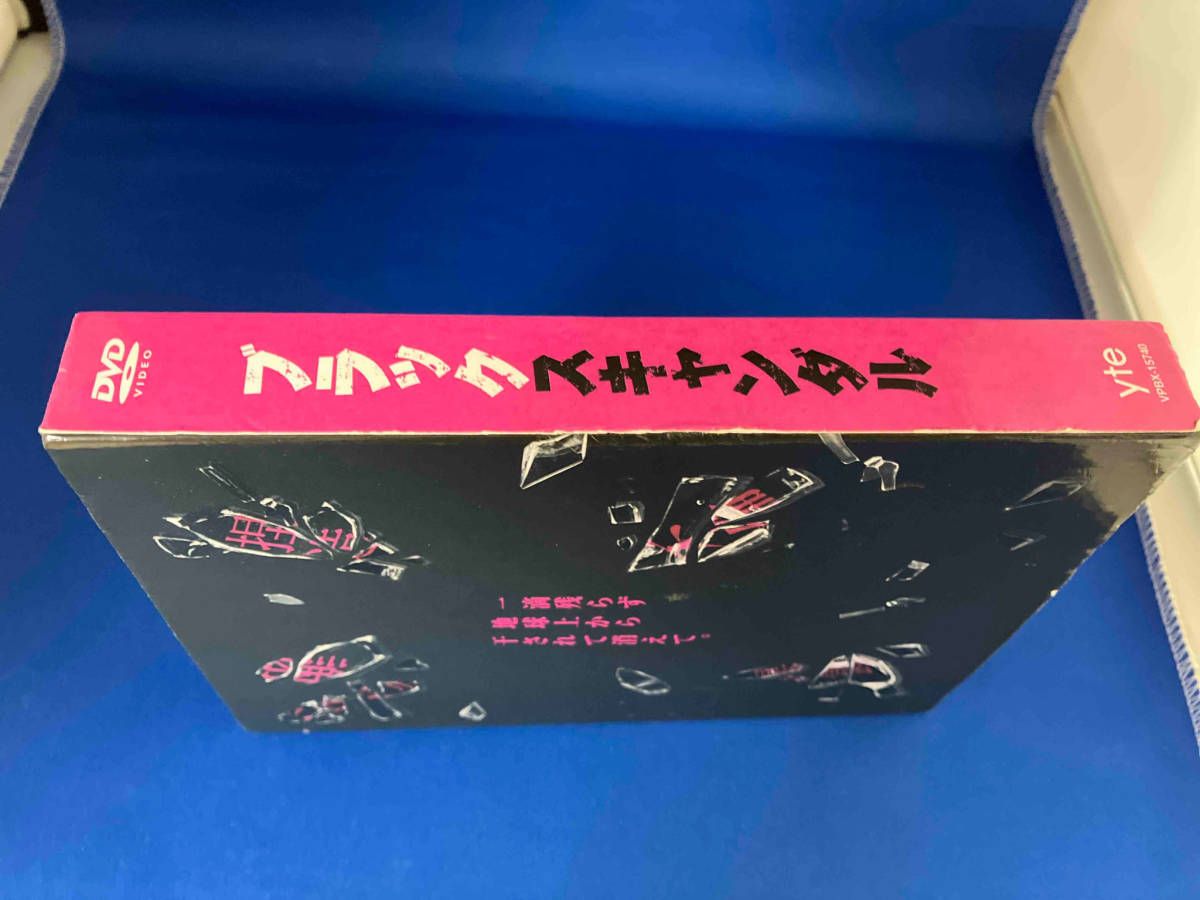 DVD
VIDEO
ブラックスキャンダル
yte
VPBX-15740
一滴残らず
地球上から
干されて消えて。